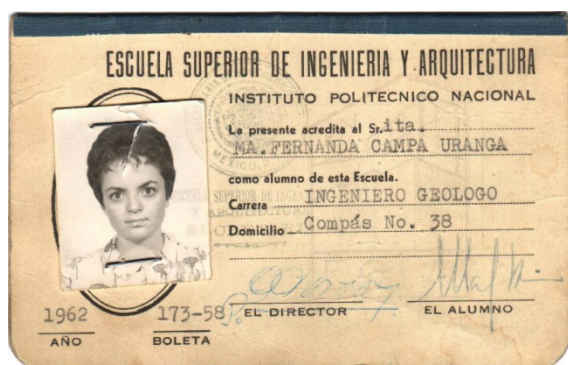 ESCUELA SUPERIOR DE INGENIERIA Y ARQUITECTURA
INSTITUTO POLITECNICO NACIONAL
La presente acredita al Sr.ita.
MA. FERNANDA CAMPA URANGA
como alumno de esta Escuela.
Carrera INGENIERO GEOLOGO
Domicilio Compás No. 38
1962 173-58
EL DIRECTOR EL ALUMNO
AÑO BOLETA